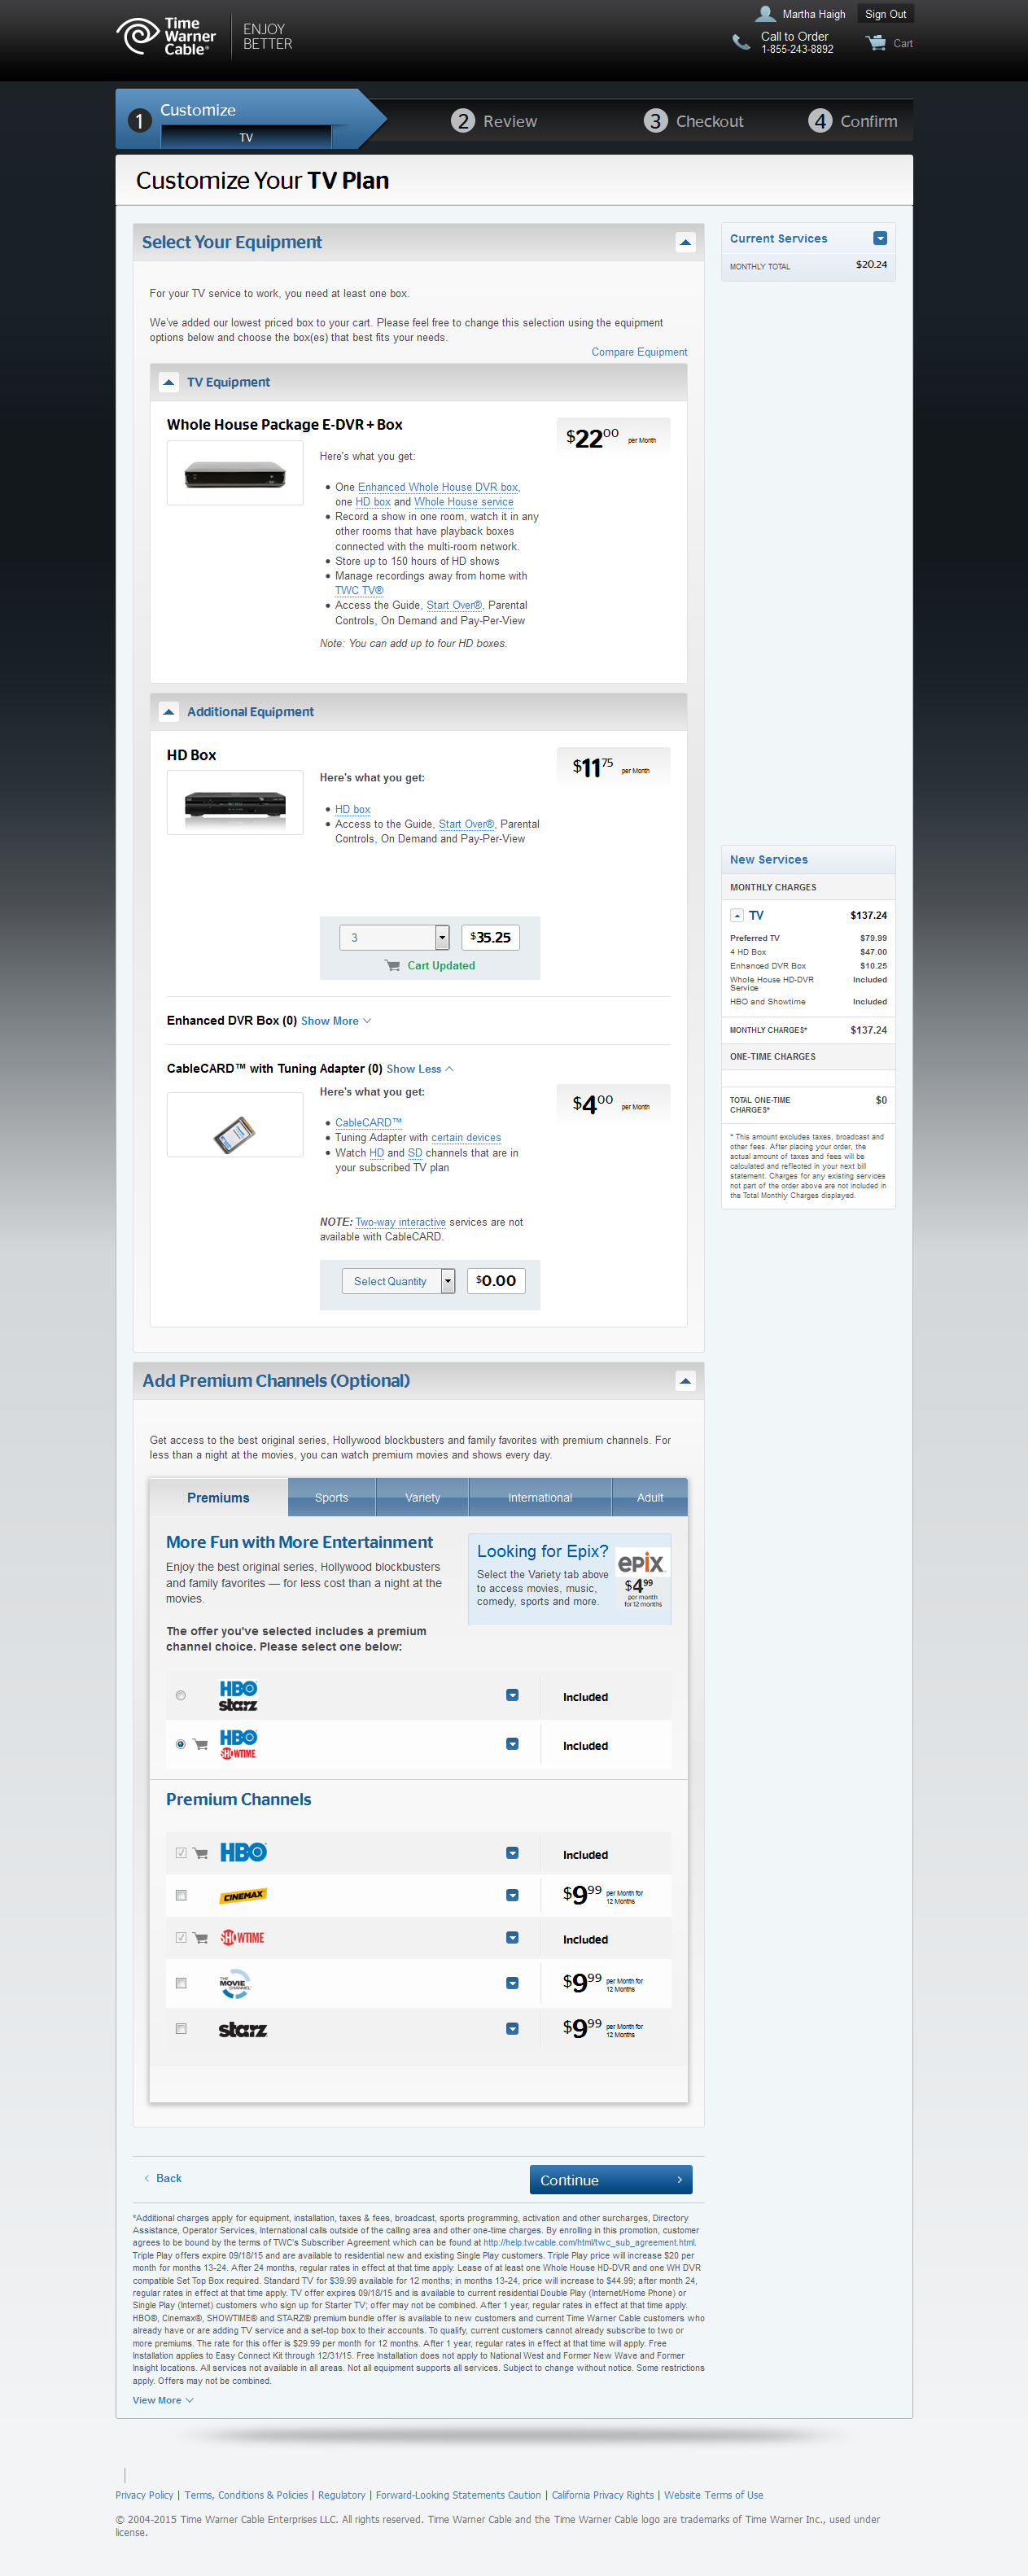 Time Warner Cable®
ENJOY BETTER
Martha Haigh
Sign Out
Call to Order
1-855-243-8892
Cart
1 Customize
TV
2 Review
3 Checkout
4 Confirm
Customize Your TV Plan
Select Your Equipment
For your TV service to work, you need at least one box.
We've added our lowest priced box to your cart. Please feel free to change this selection using the equipment
options below and choose the box(es) that best fits your needs.
Compare Equipment
TV Equipment
Whole House Package E-DVR + Box
$22 00 per Month
Here's what you get:
One Enhanced Whole House DVR box,
one HD box and Whole House service
Record a show in one room, watch it in any
other rooms that have playback boxes
connected with the multi-room network.
Store up to 150 hours of HD shows
Manage recordings away from home with
TWC TV®
Access the Guide, Start Over®, Parental
Controls, On Demand and Pay-Per-View
Note: You can add up to four HD boxes.
Additional Equipment
HD Box
$11 75 per Month
Here's what you get:
HD box
Access to the Guide, Start Over®, Parental
Controls, On Demand and Pay-Per-View
3
$35.25
Cart Updated
Enhanced DVR Box (0) Show More
CableCARD™ with Tuning Adapter (0) Show Less
Here's what you get:
$4 00 per Month
CableCARD™
Tuning Adapter with certain devices
Watch HD and SD channels that are in
your subscribed TV plan
NOTE: Two-way interactive services are not
available with CableCARD.
Select Quantity
$0.00
Current Services
MONTHLY TOTAL $20.24
New Services
MONTHLY CHARGES
TV $137.24
Preferred TV $79.99
4 HD Box $47.00
Enhanced DVR Box $10.25
Whole House HD-DVR Included
Service
HBO and Showtime Included
MONTHLY CHARGES* $137.24
ONE-TIME CHARGES
TOTAL ONE-TIME $0
CHARGES*
* This amount excludes taxes, broadcast and
other fees. After placing your order, the
actual amount of taxes and fees will be
calculated and reflected in your next bill
statement. Charges for any existing services
not part of the order above are not included in
the Total Monthly Charges displayed.
Add Premium Channels (Optional)
Get access to the best original series, Hollywood blockbusters and family favorites with premium channels. For
less than a night at the movies, you can watch premium movies and shows every day.
Premiums Sports Variety International Adult
More Fun with More Entertainment
Enjoy the best original series, Hollywood blockbusters
and family favorites — for less cost than a night at the
movies.
Looking for Epix?
Select the Variety tab above
to access movies, music,
comedy, sports and more.
epix
$4 99
per month
for 12 months
The offer you've selected includes a premium
channel choice. Please select one below:
HBO
starz Included
HBO
SHOWTIME Included
Premium Channels
HBO Included
CINEMAX $9 99 per Month for
12 Months
SHOWTIME Included
THE MOVIE CHANNEL $9 99 per Month for
12 Months
starz $9 99 per Month for
12 Months
Back
Continue
*Additional charges apply for equipment, installation, taxes & fees, broadcast, sports programming, activation and other surcharges, Directory
Assistance, Operator Services, International calls outside of the calling area and other one-time charges. By enrolling in this promotion, customer
agrees to be bound by the terms of TWC's Subscriber Agreement which can be found at http://help.twcable.com/html/twc_sub_agreement.html.
Triple Play offers expire 09/18/15 and are available to residential new and existing Single Play customers. Triple Play price will increase $20 per
month for months 13-24. After 24 months, regular rates in effect at that time apply. Lease of at least one Whole House HD-DVR and one WH DVR
compatible Set Top Box required. Standard TV for $39.99 available for 12 months; in months 13-24, price will increase to $44.99; after month 24,
regular rates in effect at that time apply. TV offer expires 09/18/15 and is available to current residential Double Play (Internet/Home Phone) or
Single Play (Internet) customers who sign up for Starter TV; offer may not be combined. After 1 year, regular rates in effect at that time apply.
HBO®, Cinemax®, SHOWTIME® and STARZ® premium bundle offer is available to new customers and current Time Warner Cable customers who
already have or are adding TV service and a set-top box to their accounts. To qualify, current customers cannot already subscribe to two or
more premiums. The rate for this offer is $29.99 per month for 12 months. After 1 year, regular rates in effect at that time will apply. Free
Installation applies to Easy Connect Kit through 12/31/15. Free Installation does not apply to National West and Former New Wave and Former
Insight locations. All services not available in all areas. Not all equipment supports all services. Subject to change without notice. Some restrictions
apply. Offers may not be combined.
View More
Privacy Policy | Terms, Conditions & Policies | Regulatory | Forward-Looking Statements Caution | California Privacy Rights | Website Terms of Use
© 2004-2015 Time Warner Cable Enterprises LLC. All rights reserved. Time Warner Cable and the Time Warner Cable logo are trademarks of Time Warner Inc., used under
license.